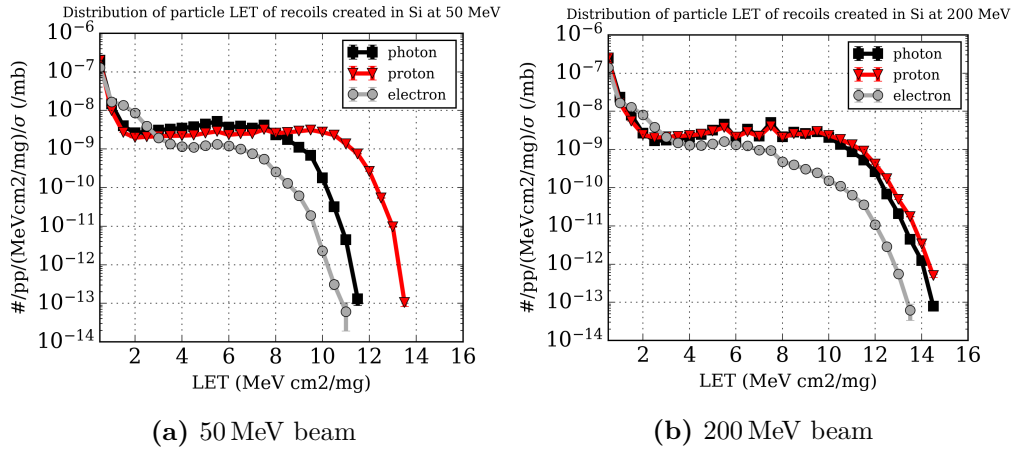 Distribution of particle LET of recoils created in Si at 50 MeV
#/pp/(MeVcm2/mg)/σ (/mb)
10⁻⁶
10⁻⁷
10⁻⁸
10⁻⁹
10⁻¹⁰
10⁻¹¹
10⁻¹²
10⁻¹³
10⁻¹⁴
photon
proton
electron
2 4 6 8 10 12 14 16
LET (MeV cm2/mg)
(a) 50 MeV beam
Distribution of particle LET of recoils created in Si at 200 MeV
#/pp/(MeVcm2/mg)/σ (/mb)
10⁻⁶
10⁻⁷
10⁻⁸
10⁻⁹
10⁻¹⁰
10⁻¹¹
10⁻¹²
10⁻¹³
10⁻¹⁴
photon
proton
electron
2 4 6 8 10 12 14 16
LET (MeV cm2/mg)
(b) 200 MeV beam